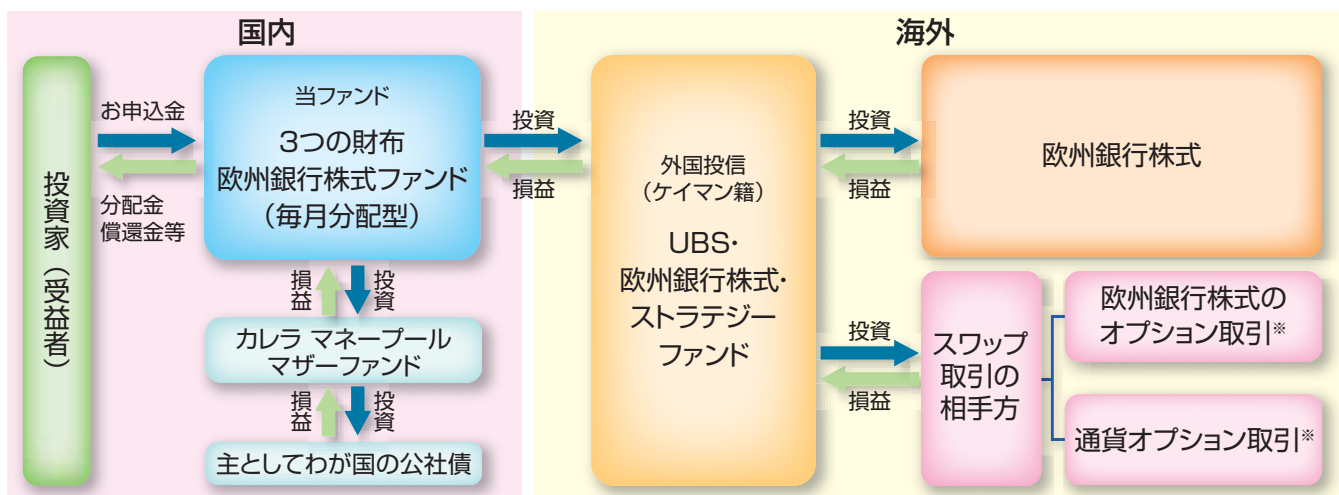 国内
海外
投資家（受益者）
お申込金
分配金
償還金等
当ファンド
3つの財布
欧州銀行株式ファンド
（毎月分配型）
損益
投資
カレラ マネープール
マザーファンド
損益
投資
主としてわが国の公社債
投資
損益
外国投信
（ケイマン籍）
UBS・
欧州銀行株式・
ストラテジー
ファンド
投資
損益
欧州銀行株式
投資
損益
スワップ
取引の
相手方
欧州銀行株式の
オプション取引※
通貨オプション取引※